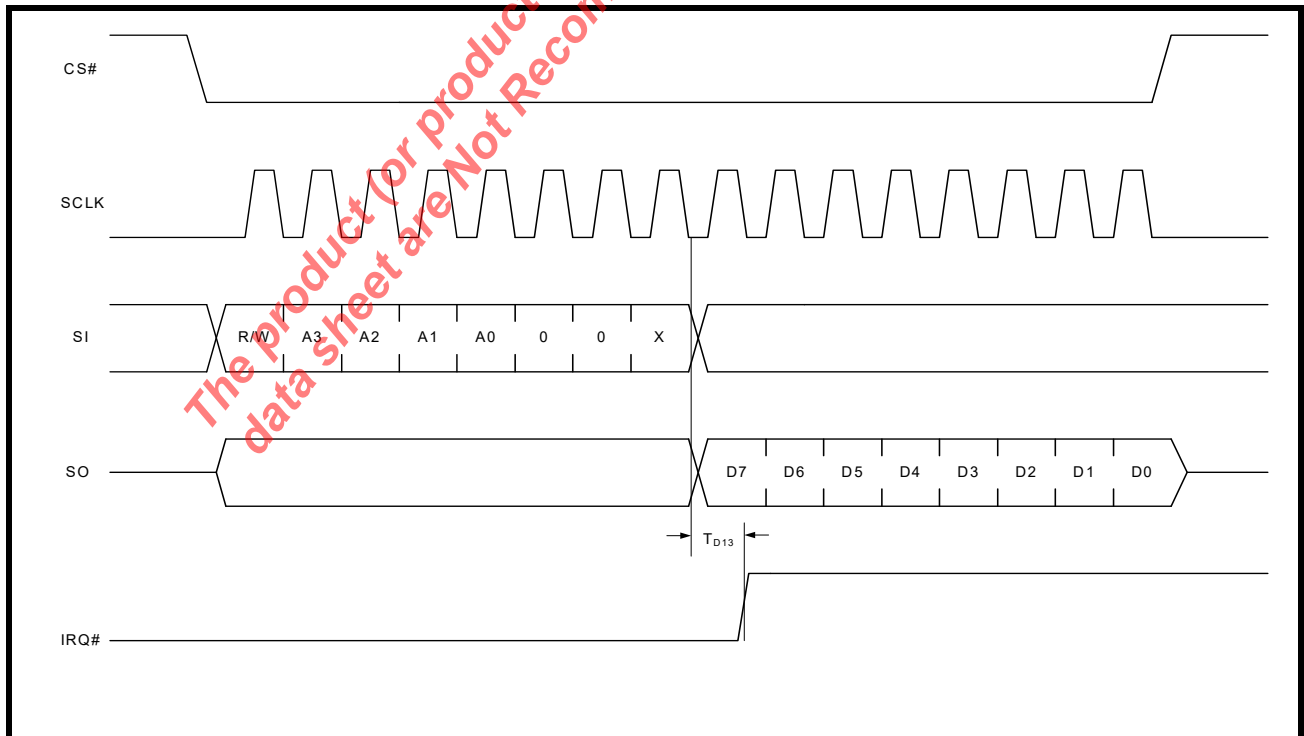 The product (or product
data sheet are Not Recom
CS#
SCLK
SI R/W A3 A2 A1 A0 0 0 X
SO D7 D6 D5 D4 D3 D2 D1 D0
TD13
IRQ#